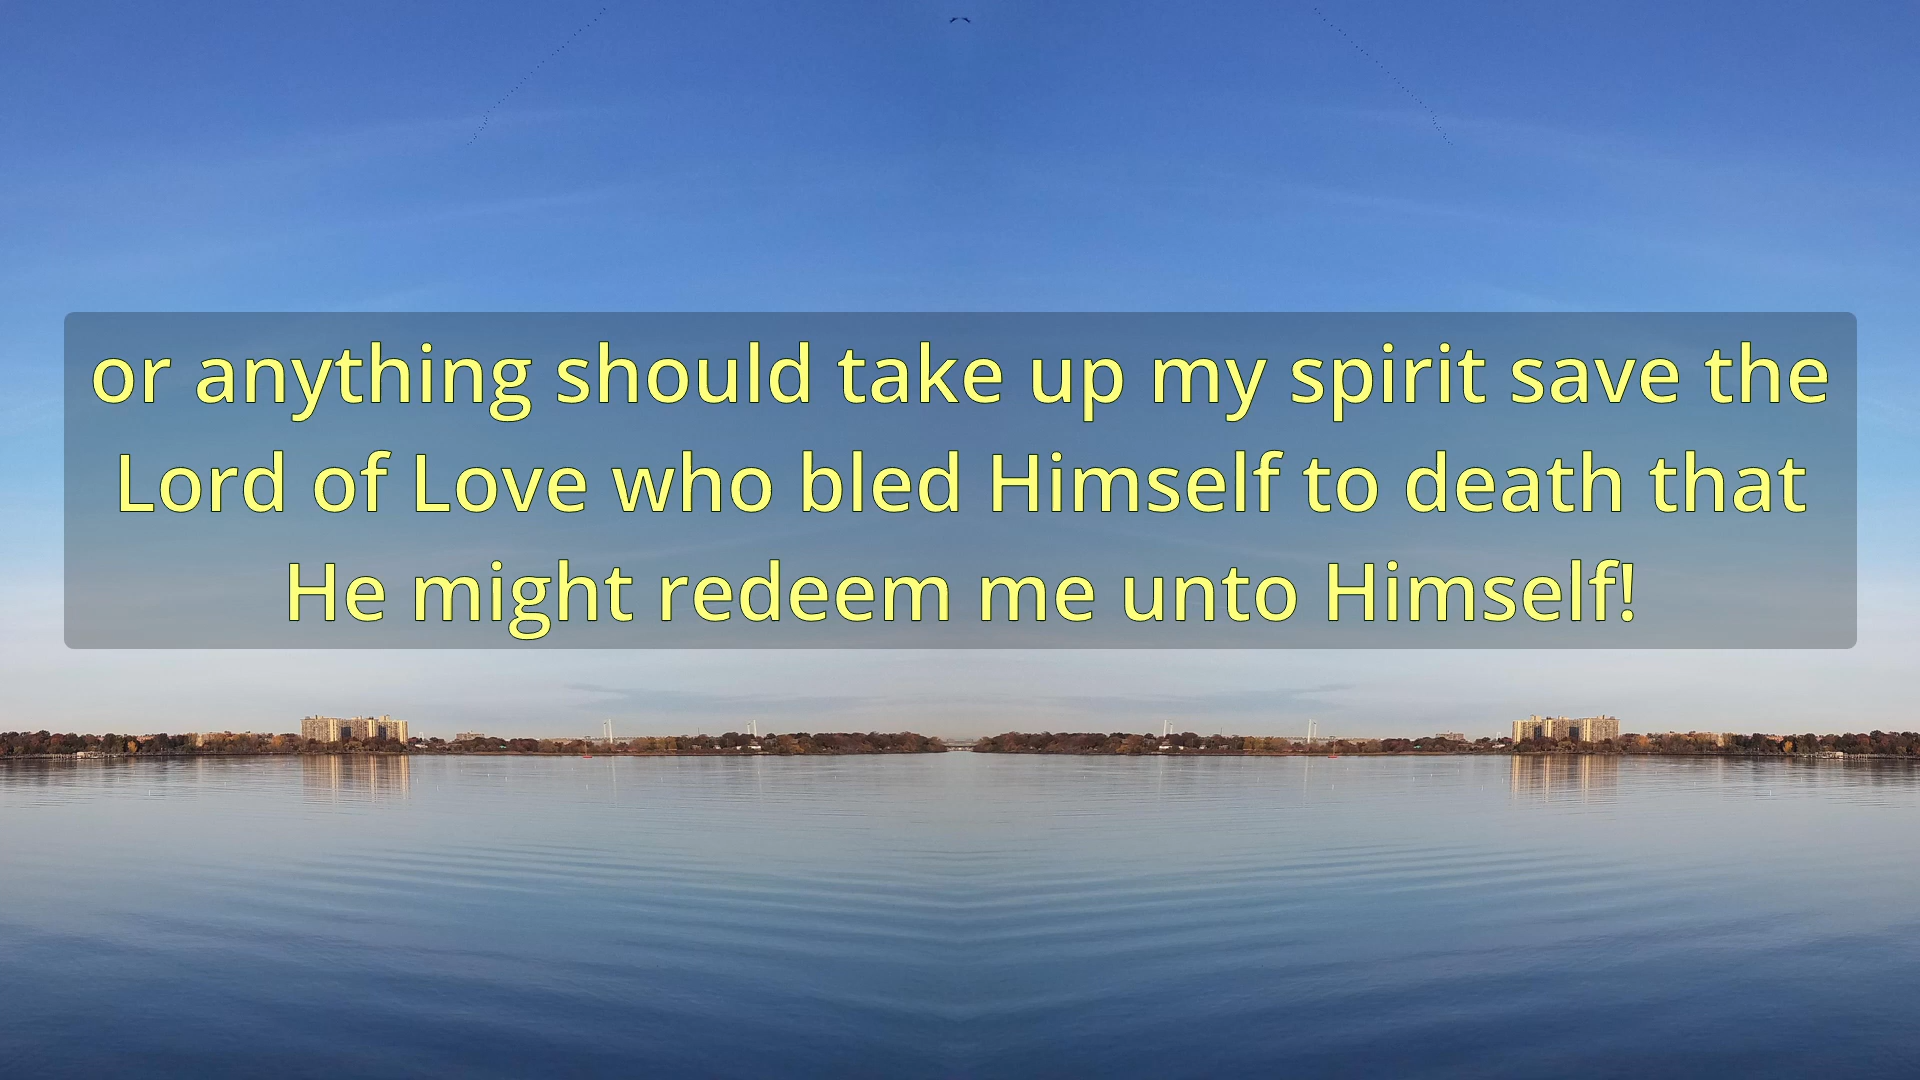 or anything should take up my spirit save the
Lord of Love who bled Himself to death that
He might redeem me unto Himself!